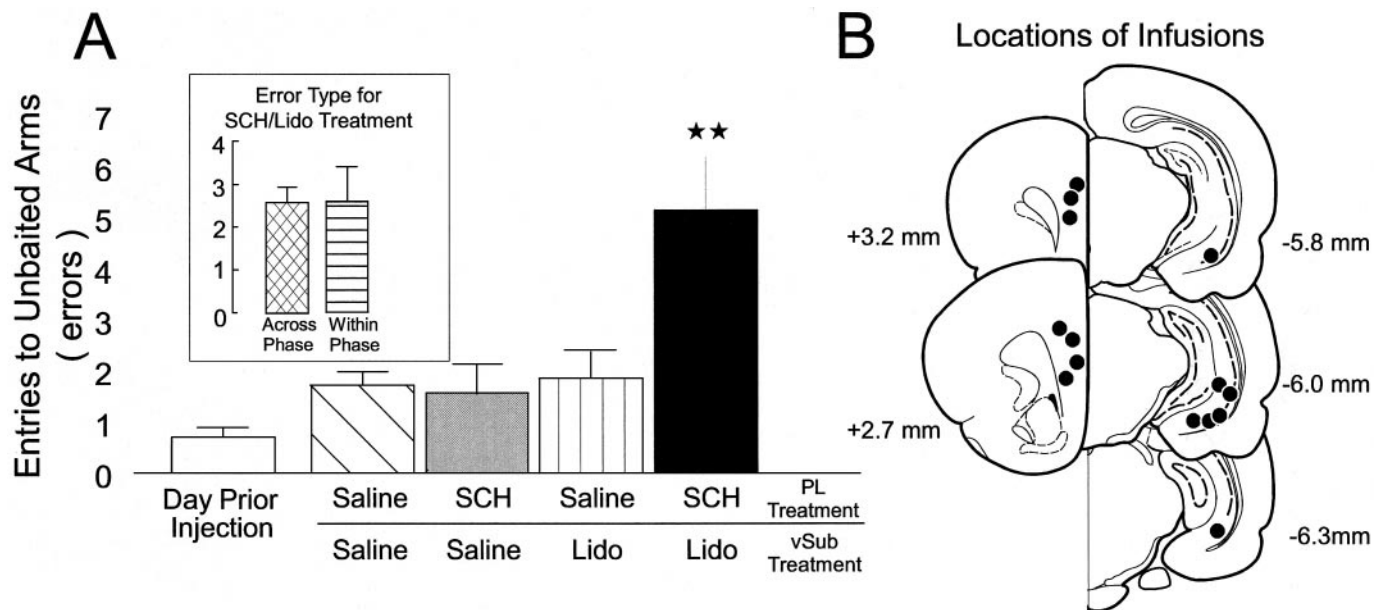 A
B
Locations of Infusions
Entries to Unbaited Arms
( errors )
7
6
5
4
3
2
1
0
Error Type for
SCH/Lido Treatment
4
3
2
1
0
Across
Phase
Within
Phase
★★
Day Prior
Injection
Saline
SCH
Saline
SCH
PL
Treatment
Saline
Saline
Lido
Lido
vSub
Treatment
+3.2 mm
+2.7 mm
-5.8 mm
-6.0 mm
-6.3mm